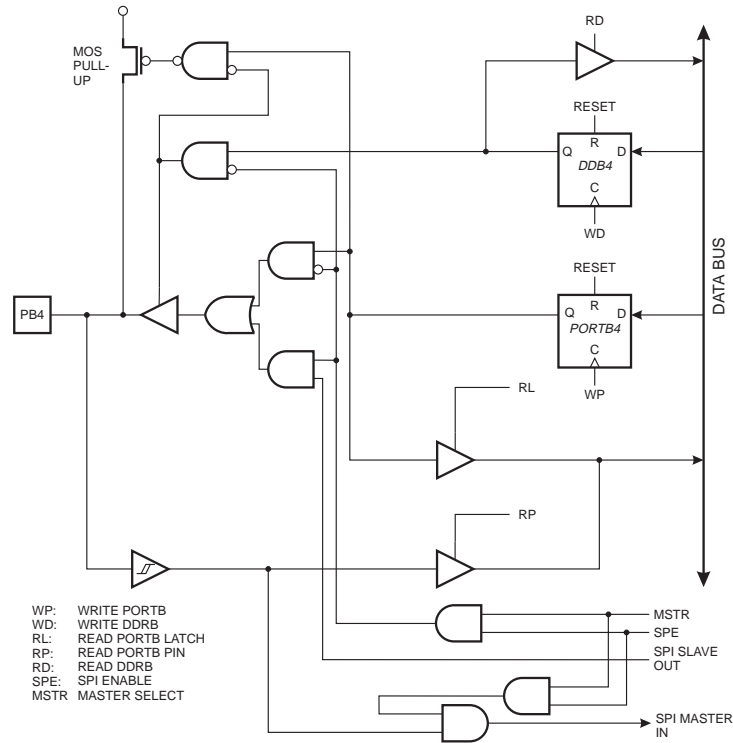 RD
MOS
PULL-
UP
RESET
R
Q
D
DDB4
C
WD
DATA BUS
RESET
R
Q
D
PORTB4
C
WP
PB4
RL
RP
WP: WRITE PORTB
WD: WRITE DDRB
RL: READ PORTB LATCH
RP: READ PORTB PIN
RD: READ DDRB
SPE: SPI ENABLE
MSTR MASTER SELECT
MSTR
SPE
SPI SLAVE
OUT
SPI MASTER
IN